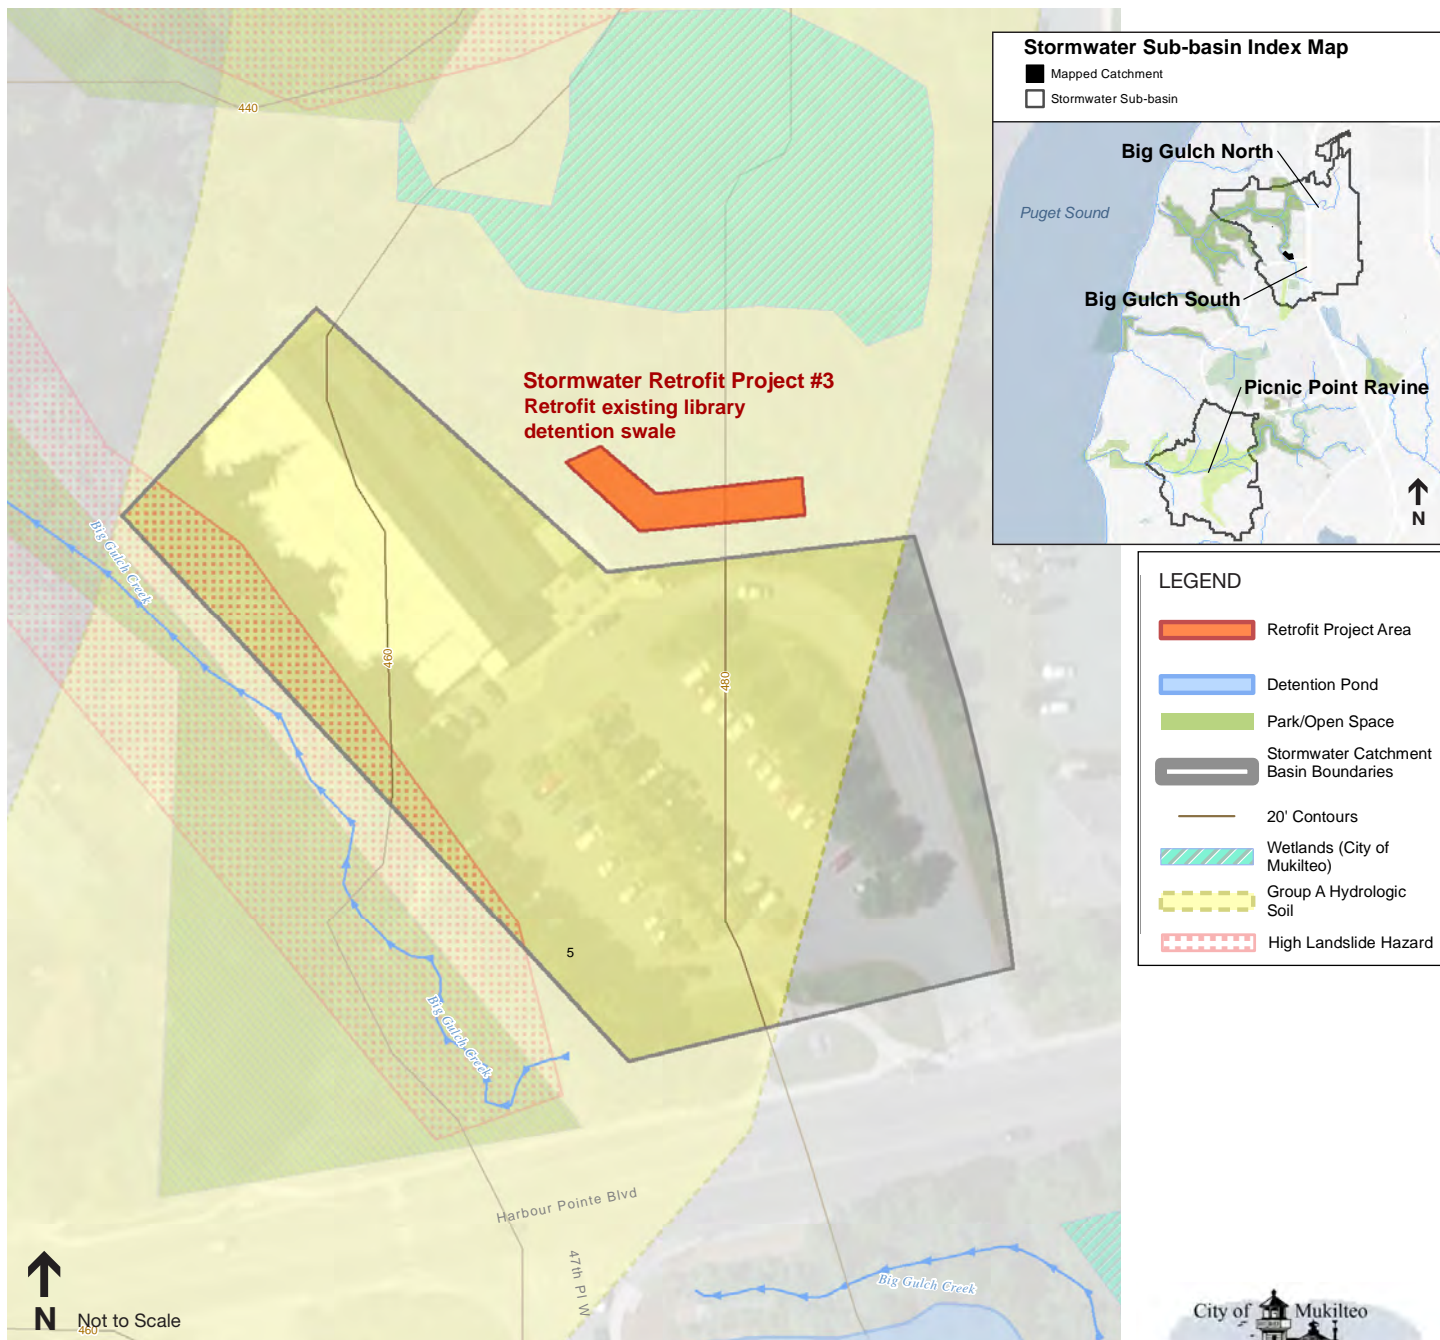 Stormwater Sub-basin Index Map
Mapped Catchment
Stormwater Sub-basin
Big Gulch North
Puget Sound
Big Gulch South
Picnic Point Ravine
N
440
Stormwater Retrofit Project #3
Retrofit existing library
detention swale
Big Gulch Creek
460
480
5
Big Gulch Creek
Harbour Pointe Blvd
47th Pl W
Big Gulch Creek
N
Not to Scale
460
LEGEND
Retrofit Project Area
Detention Pond
Park/Open Space
Stormwater Catchment
Basin Boundaries
20' Contours
Wetlands (City of
Mukilteo)
Group A Hydrologic
Soil
High Landslide Hazard
City of Mukilteo